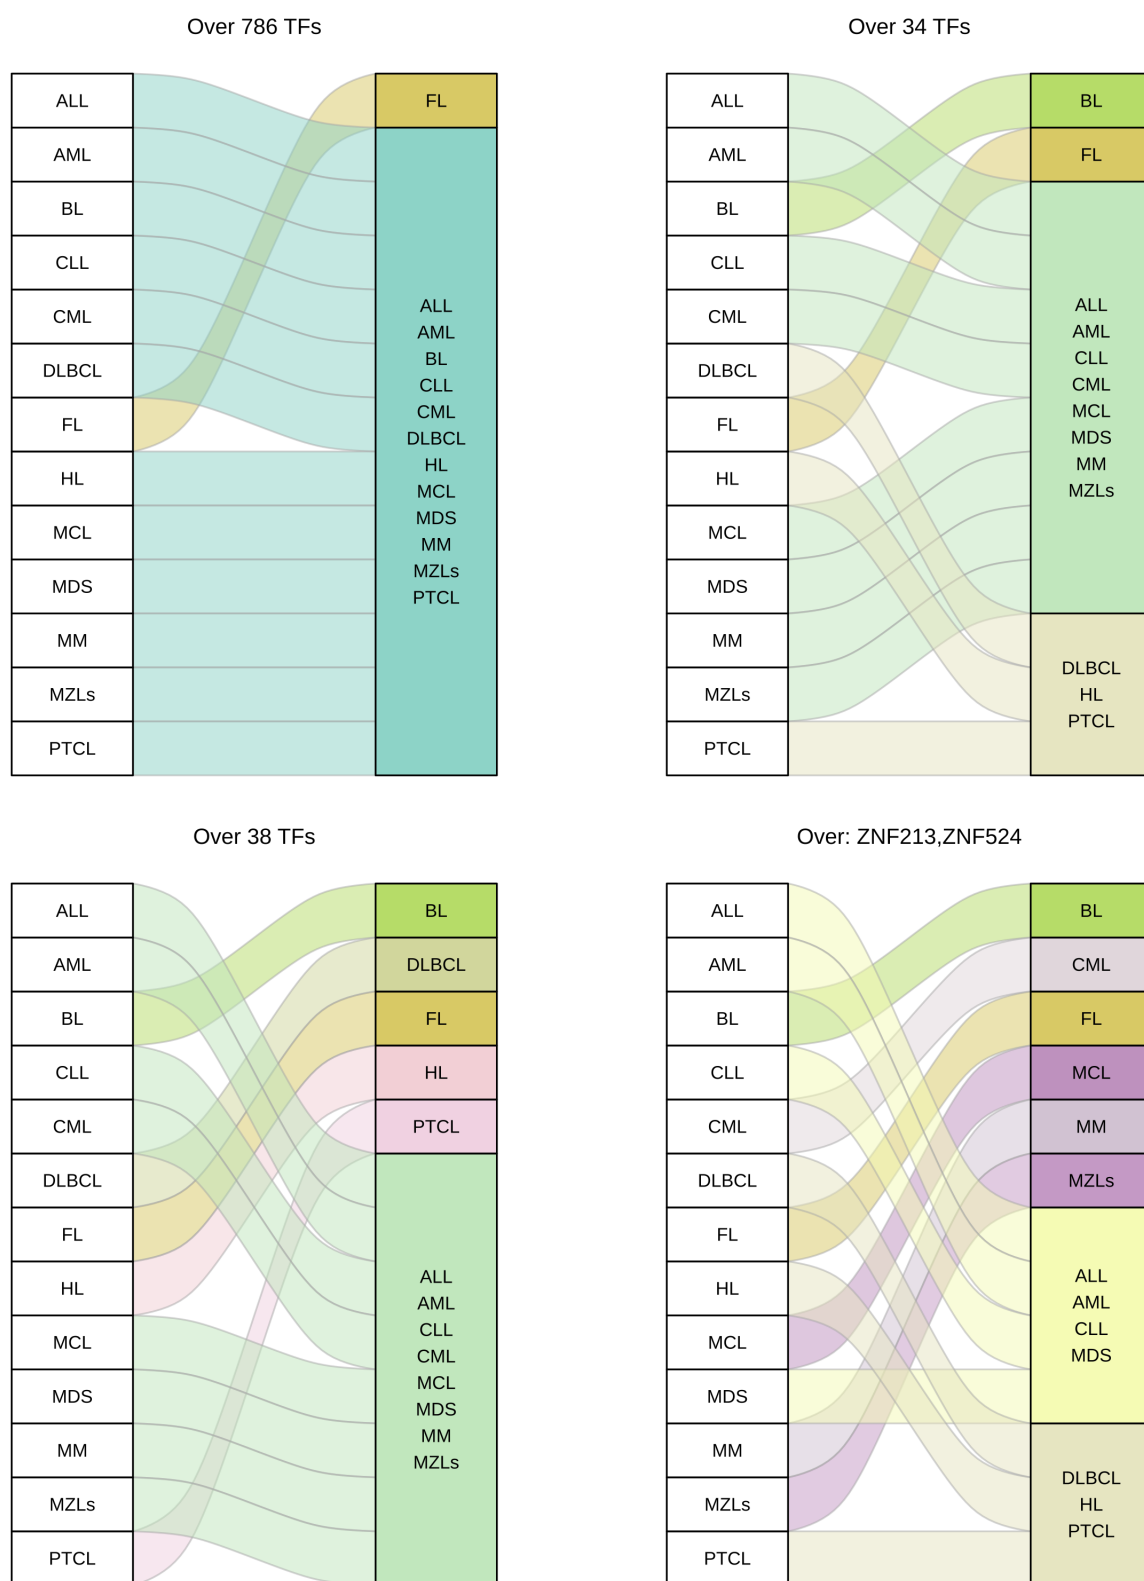 Over 786 TFs
ALL
AML
BL
CLL
CML
DLBCL
FL
HL
MCL
MDS
MM
MZLs
PTCL
FL
ALL
AML
BL
CLL
CML
DLBCL
HL
MCL
MDS
MM
MZLs
PTCL
Over 34 TFs
ALL
AML
BL
CLL
CML
DLBCL
FL
HL
MCL
MDS
MM
MZLs
PTCL
BL
FL
ALL
AML
CLL
CML
MCL
MDS
MM
MZLs
DLBCL
HL
PTCL
Over 38 TFs
ALL
AML
BL
CLL
CML
DLBCL
FL
HL
MCL
MDS
MM
MZLs
PTCL
BL
DLBCL
FL
HL
PTCL
ALL
AML
CLL
CML
MCL
MDS
MM
MZLs
Over: ZNF213,ZNF524
ALL
AML
BL
CLL
CML
DLBCL
FL
HL
MCL
MDS
MM
MZLs
PTCL
BL
CML
FL
MCL
MM
MZLs
ALL
AML
CLL
MDS
DLBCL
HL
PTCL